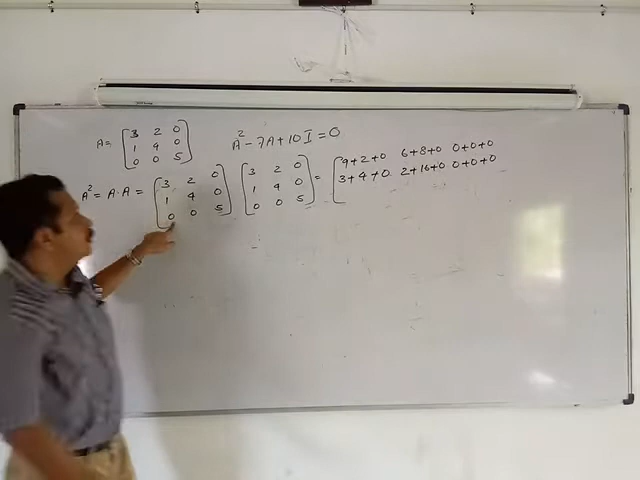 A = [3 2 0
1 4 0
0 0 5]
A² - 7A + 10I = 0
A² = A·A = [3 2 0
1 4 0
0 0 5] [3 2 0
1 4 0
0 0 5] = [9+2+0 6+8+0 0+0+0
3+4+0 2+16+0 0+0+0